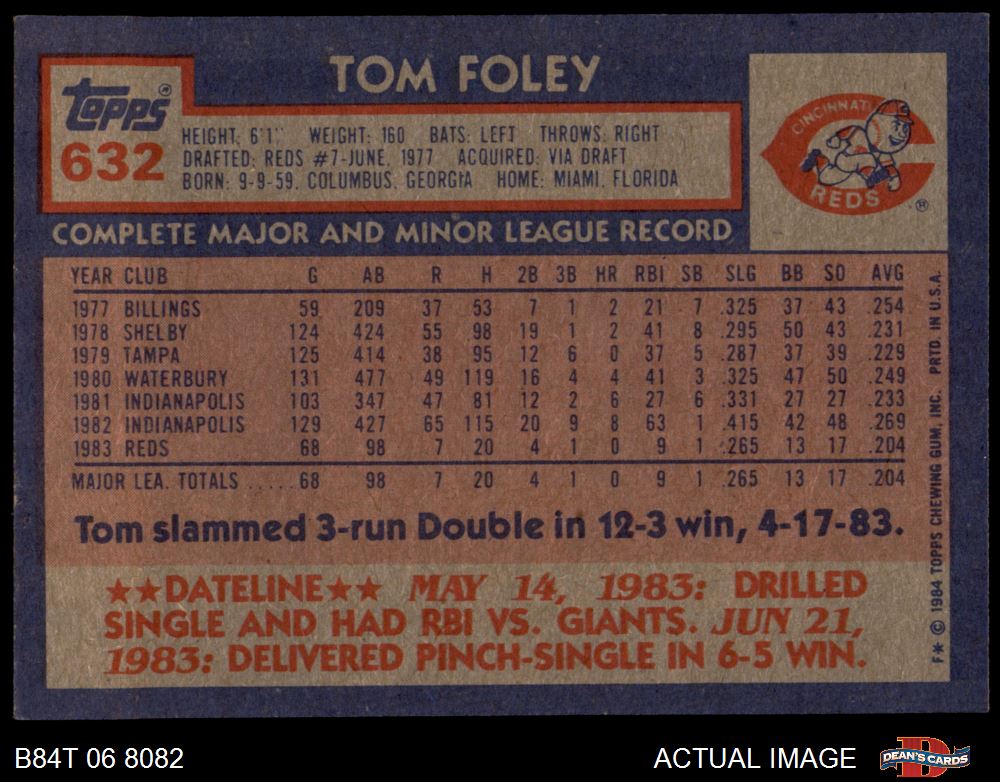 TOM FOLEY
Topps®
632
HEIGHT: 6'1" WEIGHT: 160 BATS: LEFT THROWS: RIGHT
DRAFTED: REDS #7-JUNE, 1977 ACQUIRED: VIA DRAFT
BORN: 9-9-59, COLUMBUS, GEORGIA HOME: MIAMI, FLORIDA
CINCINNATI
REDS
®
COMPLETE MAJOR AND MINOR LEAGUE RECORD
YEAR CLUB G AB R H 2B 3B HR RBI SB SLG BB SO AVG
1977 BILLINGS 59 209 37 53 7 1 2 21 7 .325 37 43 .254
1978 SHELBY 124 424 55 98 19 1 2 41 8 .295 50 43 .231
1979 TAMPA 125 414 38 95 12 6 0 37 5 .287 37 39 .229
1980 WATERBURY 131 477 49 119 16 4 4 41 3 .325 47 50 .249
1981 INDIANAPOLIS 103 347 47 81 12 2 6 27 6 .331 27 27 .233
1982 INDIANAPOLIS 129 427 65 115 20 9 8 63 1 .415 42 48 .269
1983 REDS 68 98 7 20 4 1 0 9 1 .265 13 17 .204
MAJOR LEA. TOTALS .....68 98 7 20 4 1 0 9 1 .265 13 17 .204
Tom slammed 3-run Double in 12-3 win, 4-17-83.
★★DATELINE★★ MAY 14, 1983: DRILLED
SINGLE AND HAD RBI VS. GIANTS. JUN 21,
1983: DELIVERED PINCH-SINGLE IN 6-5 WIN.
F★ © 1984 TOPPS CHEWING GUM, INC. PRTD. IN U.S.A.
B84T 06 8082
ACTUAL IMAGE
DEAN'S CARDS